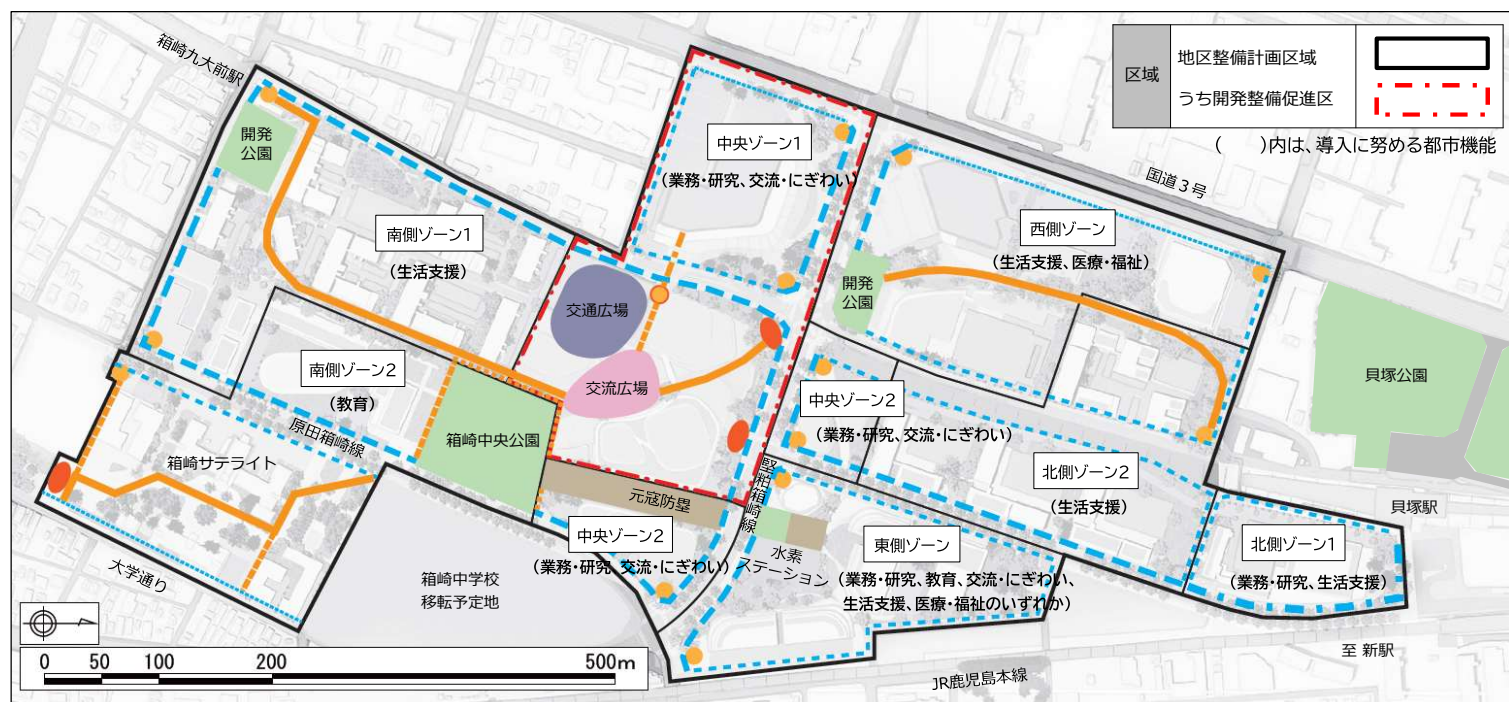 区域
地区整備計画区域
うち開発整備促進区
(　　)内は、導入に努める都市機能
箱崎九大前駅
国道3号
開発
公園
南側ゾーン1
(生活支援)
中央ゾーン1
(業務・研究、交流・にぎわい)
西側ゾーン
(生活支援、医療・福祉)
開発
公園
交通広場
交流広場
貝塚公園
南側ゾーン2
(教育)
箱崎中央公園
中央ゾーン2
(業務・研究、交流・にぎわい)
原田箱崎線
箱崎サテライト
堅粕箱崎線
元寇防塁
北側ゾーン2
(生活支援)
貝塚駅
中央ゾーン2
(業務・研究、交流・にぎわい)
水素
ステーション
東側ゾーン
(業務・研究、教育、交流・にぎわい、
生活支援、医療・福祉のいずれか)
北側ゾーン1
(業務・研究、生活支援)
大学通り
箱崎中学校
移転予定地
至 新駅
JR鹿児島本線
0 50 100 200 500m